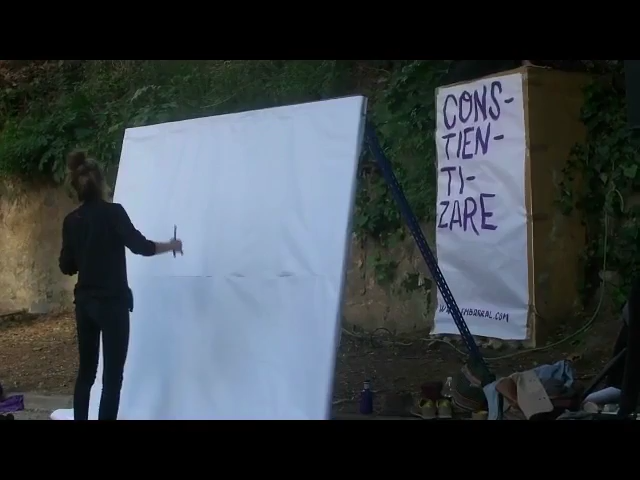 CONS-
TIEN-
TI-
ZARE